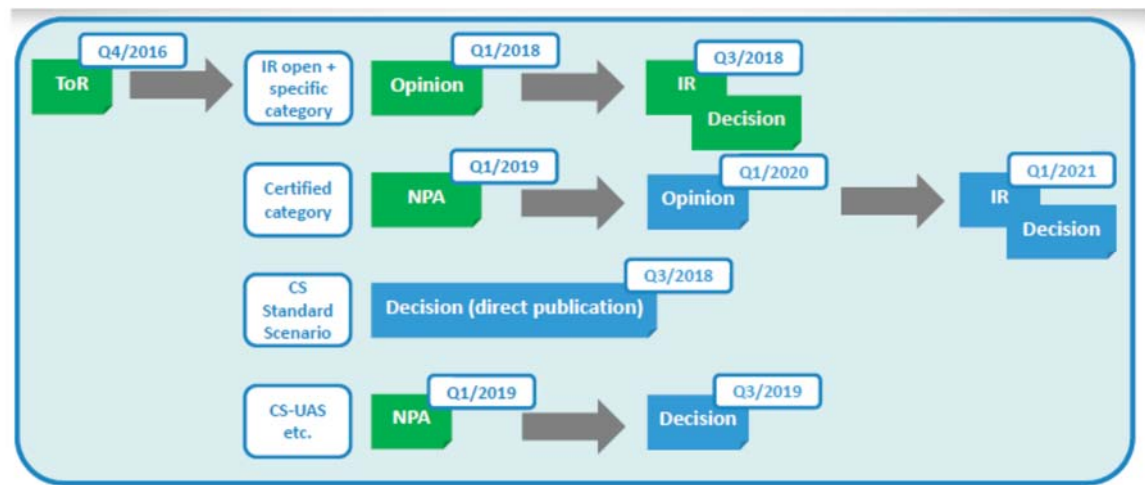 Q4/2016
ToR
IR open +
specific
category
Q1/2018
Opinion
Q3/2018
IR
Decision
Certified
category
Q1/2019
NPA
Q1/2020
Opinion
Q1/2021
IR
Decision
CS
Standard
Scenario
Q3/2018
Decision (direct publication)
CS-UAS
etc.
Q1/2019
NPA
Q3/2019
Decision